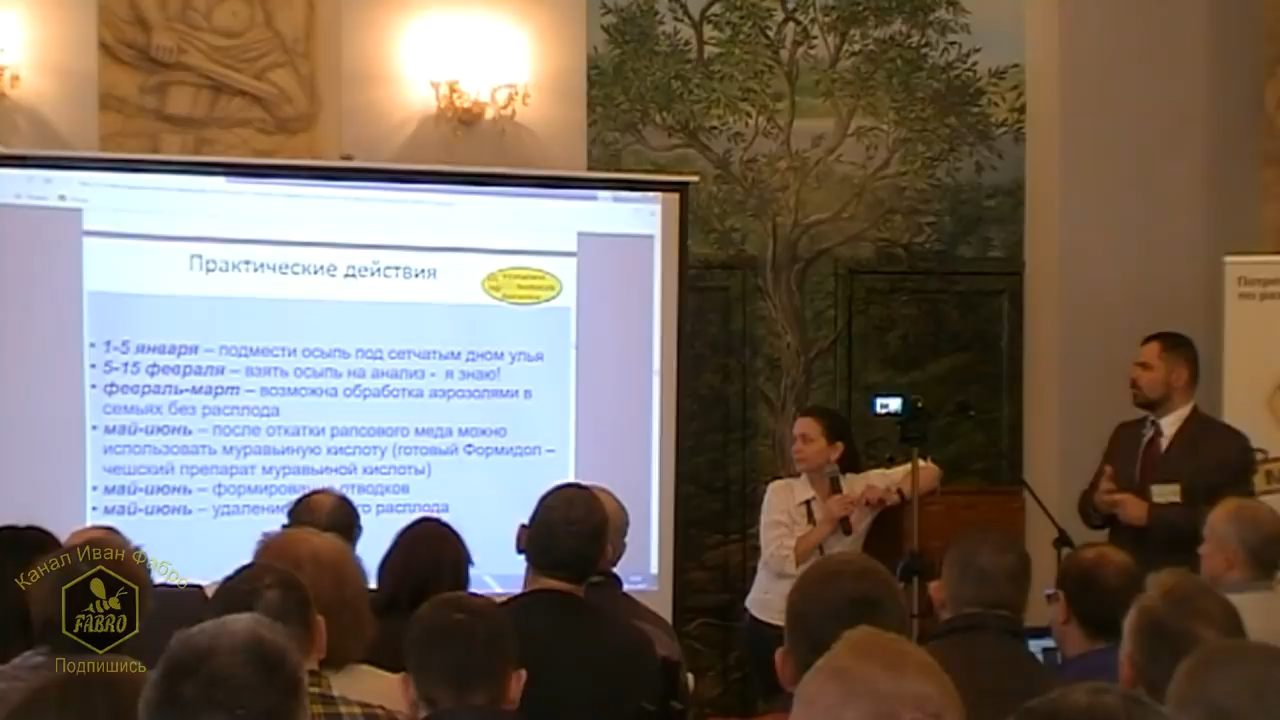 Практические действия
• 1-5 января – подмести осыпь под сетчатым дном улья
• 5-15 февраля – взять осыпь на анализ - я знаю!
• февраль-март – возможна обработка аэрозолями в
семьях без расплода
• май-июнь – после откатки рапсового меда можно
использовать муравьиную кислоту (готовый Формидол –
чешский препарат муравьиной кислоты)
• май-июнь – формирование отводков
• май-июнь – удаление расплода
Канал Иван Фабро
FABRO
Подпишись